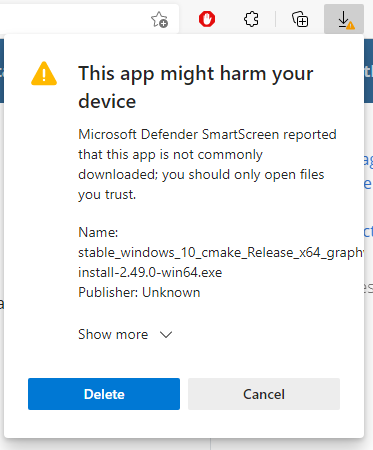 This app might harm your
device
Microsoft Defender SmartScreen reported
that this app is not commonly
downloaded; you should only open files
you trust.
Name:
stable_windows_10_cmake_Release_x64_graphv
install-2.49.0-win64.exe
Publisher: Unknown
Show more
Delete
Cancel